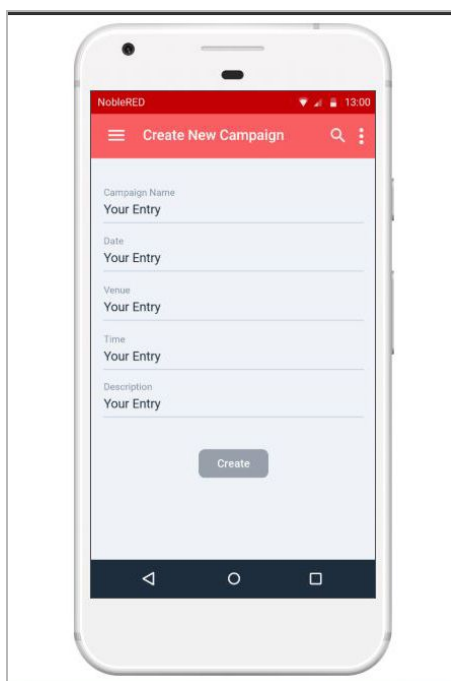 NobleRED 13:00
Create New Campaign
Campaign Name
Your Entry
Date
Your Entry
Venue
Your Entry
Time
Your Entry
Description
Your Entry
Create